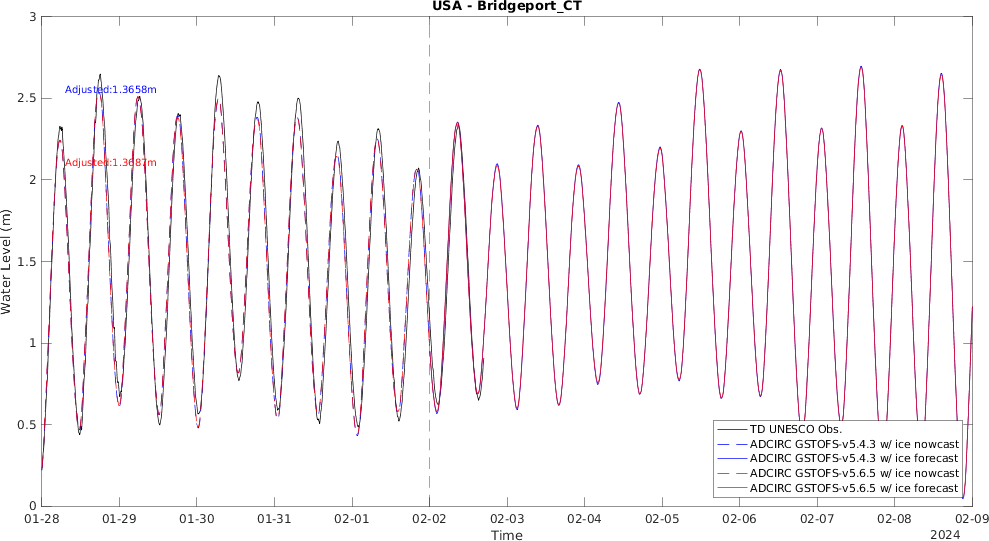 USA - Bridgeport_CT
3
2.5
2
1.5
1
0.5
0
Water Level (m)
Adjusted:1.3658m
Adjusted:1.3687m
TD UNESCO Obs.
ADCIRC GSTOFS-v5.4.3 w/ ice nowcast
ADCIRC GSTOFS-v5.4.3 w/ ice forecast
ADCIRC GSTOFS-v5.6.5 w/ ice nowcast
ADCIRC GSTOFS-v5.6.5 w/ ice forecast
01-28 01-29 01-30 01-31 02-01 02-02 02-03 02-04 02-05 02-06 02-07 02-08 02-09
Time
2024